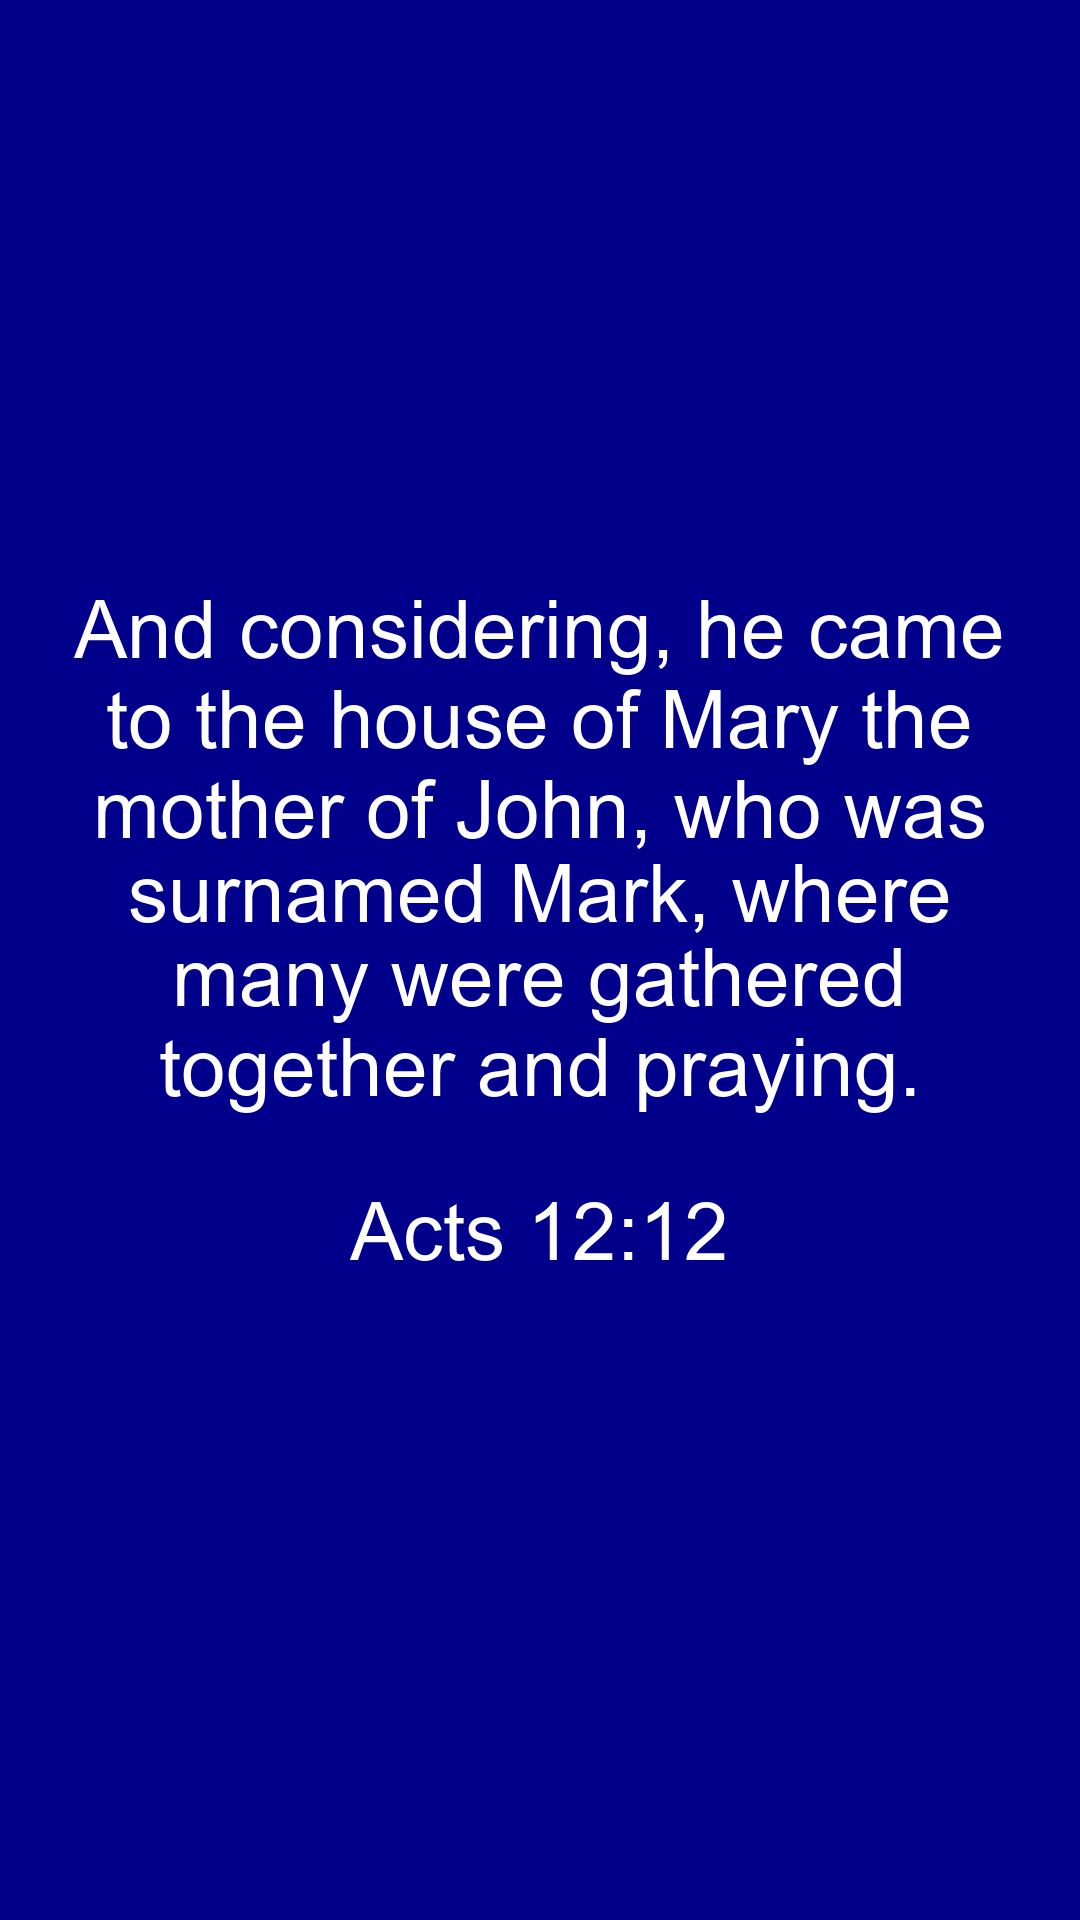 And considering, he came
to the house of Mary the
mother of John, who was
surnamed Mark, where
many were gathered
together and praying.
Acts 12:12